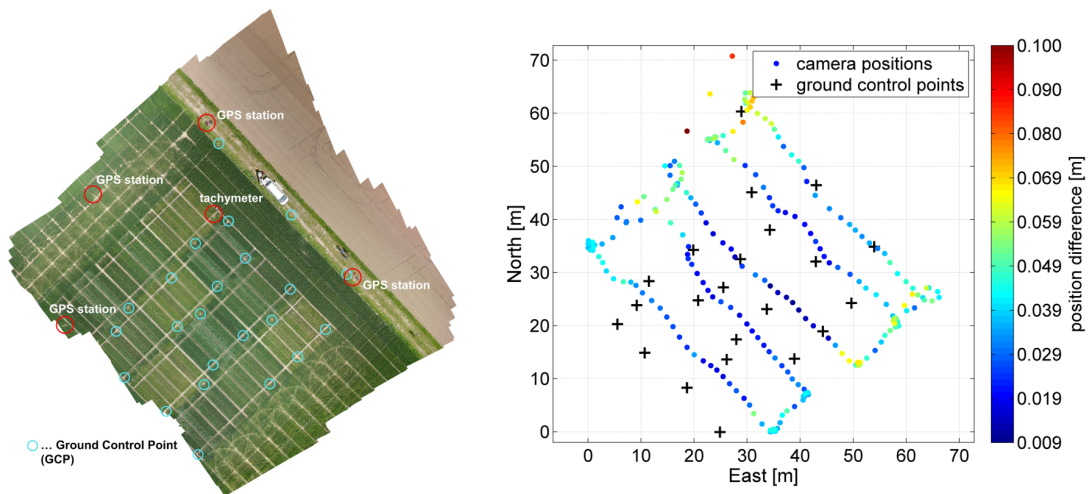 GPS station
GPS station
tachymeter
GPS station
GPS station
... Ground Control Point
(GCP)
camera positions
ground control points
North [m]
70
60
50
40
30
20
10
0
0 10 20 30 40 50 60 70
East [m]
0.100
0.090
0.080
0.069
0.059
0.049
0.039
0.029
0.019
0.009
position difference [m]